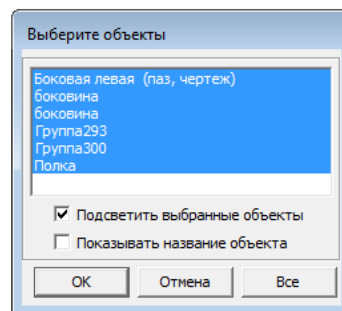 Выберите объекты
Боковая левая (паз, чертеж)
боковина
боковина
Группа293
Группа300
Полка
Подсветить выбранные объекты
Показывать название объекта
OK Отмена Все